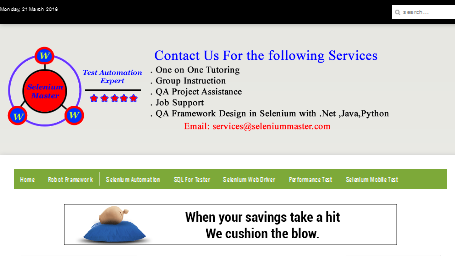 Monday, 21 March 2016
search...
W
Selenium
Master
W
W
Test Automation
Expert
Contact Us For the following Services
. One on One Tutoring
. Group Instruction
. QA Project Assistance
. Job Support
. QA Framework Design in Selenium with .Net ,Java,Python
Email: services@seleniummaster.com
Home Robot Framework Selenium Automation SQL For Tester Selenium Web Driver Performance Test Selenium Mobile Test
When your savings take a hit
We cushion the blow.